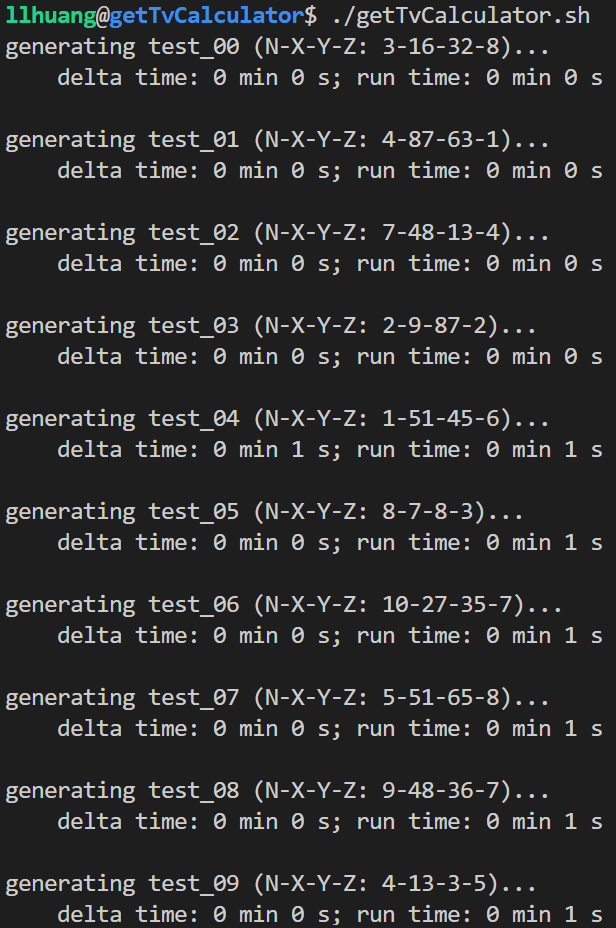 llhuang@getTvCalculator$ ./getTvCalculator.sh
generating test_00 (N-X-Y-Z: 3-16-32-8)...
    delta time: 0 min 0 s; run time: 0 min 0 s

generating test_01 (N-X-Y-Z: 4-87-63-1)...
    delta time: 0 min 0 s; run time: 0 min 0 s

generating test_02 (N-X-Y-Z: 7-48-13-4)...
    delta time: 0 min 0 s; run time: 0 min 0 s

generating test_03 (N-X-Y-Z: 2-9-87-2)...
    delta time: 0 min 0 s; run time: 0 min 0 s

generating test_04 (N-X-Y-Z: 1-51-45-6)...
    delta time: 0 min 1 s; run time: 0 min 1 s

generating test_05 (N-X-Y-Z: 8-7-8-3)...
    delta time: 0 min 0 s; run time: 0 min 1 s

generating test_06 (N-X-Y-Z: 10-27-35-7)...
    delta time: 0 min 0 s; run time: 0 min 1 s

generating test_07 (N-X-Y-Z: 5-51-65-8)...
    delta time: 0 min 0 s; run time: 0 min 1 s

generating test_08 (N-X-Y-Z: 9-48-36-7)...
    delta time: 0 min 0 s; run time: 0 min 1 s

generating test_09 (N-X-Y-Z: 4-13-3-5)...
    delta time: 0 min 0 s; run time: 0 min 1 s